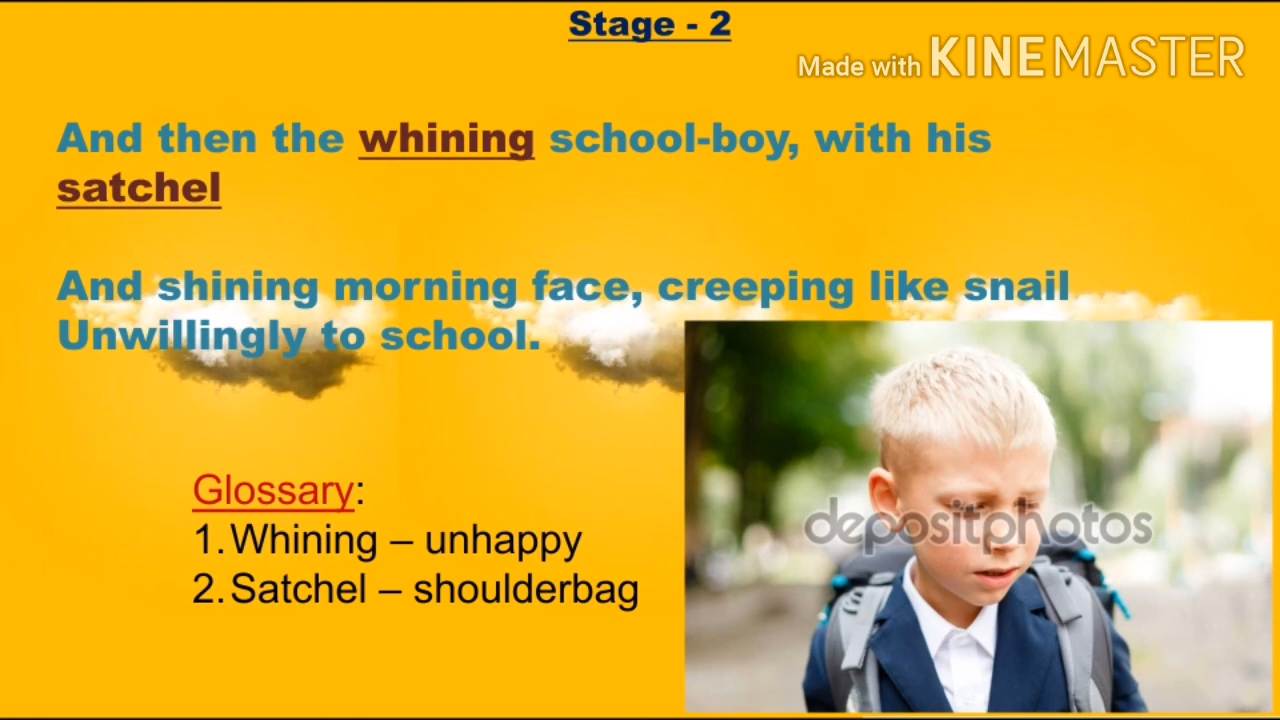 Stage - 2
Made with KINEMASTER
And then the whining school-boy, with his
satchel
And shining morning face, creeping like snail
Unwillingly to school.
Glossary:
1. Whining – unhappy
2. Satchel – shoulderbag
depositphotos